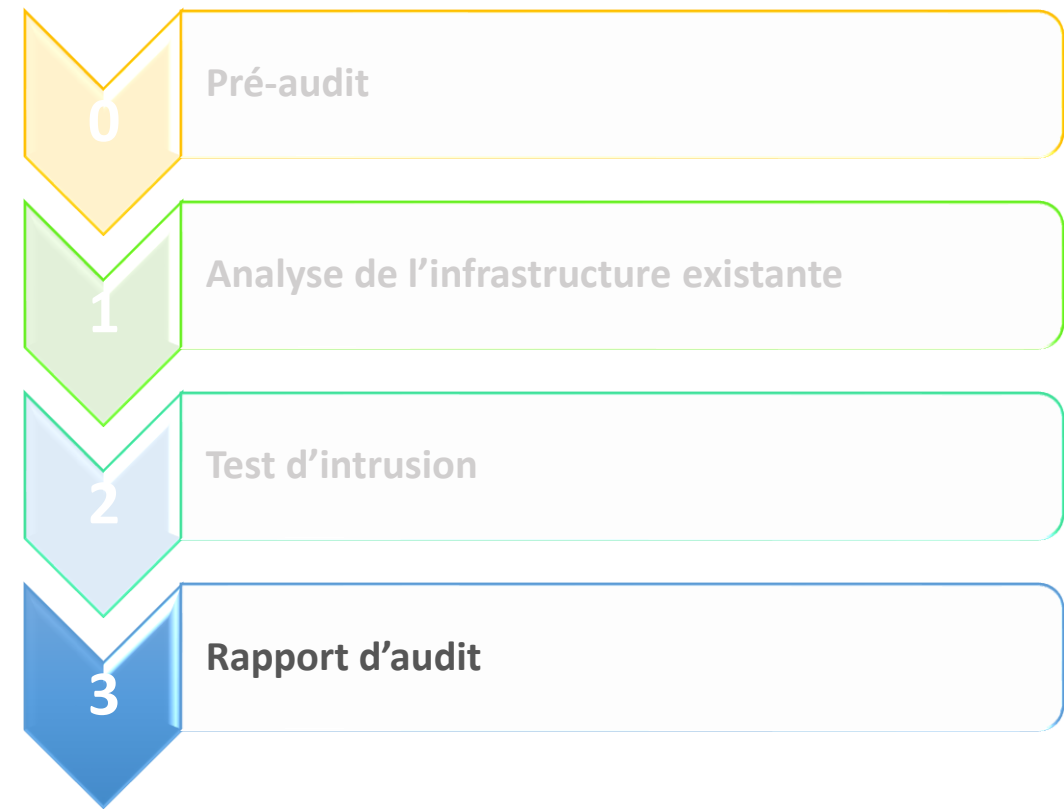 0
Pré-audit
1
Analyse de l’infrastructure existante
2
Test d’intrusion
3
Rapport d’audit